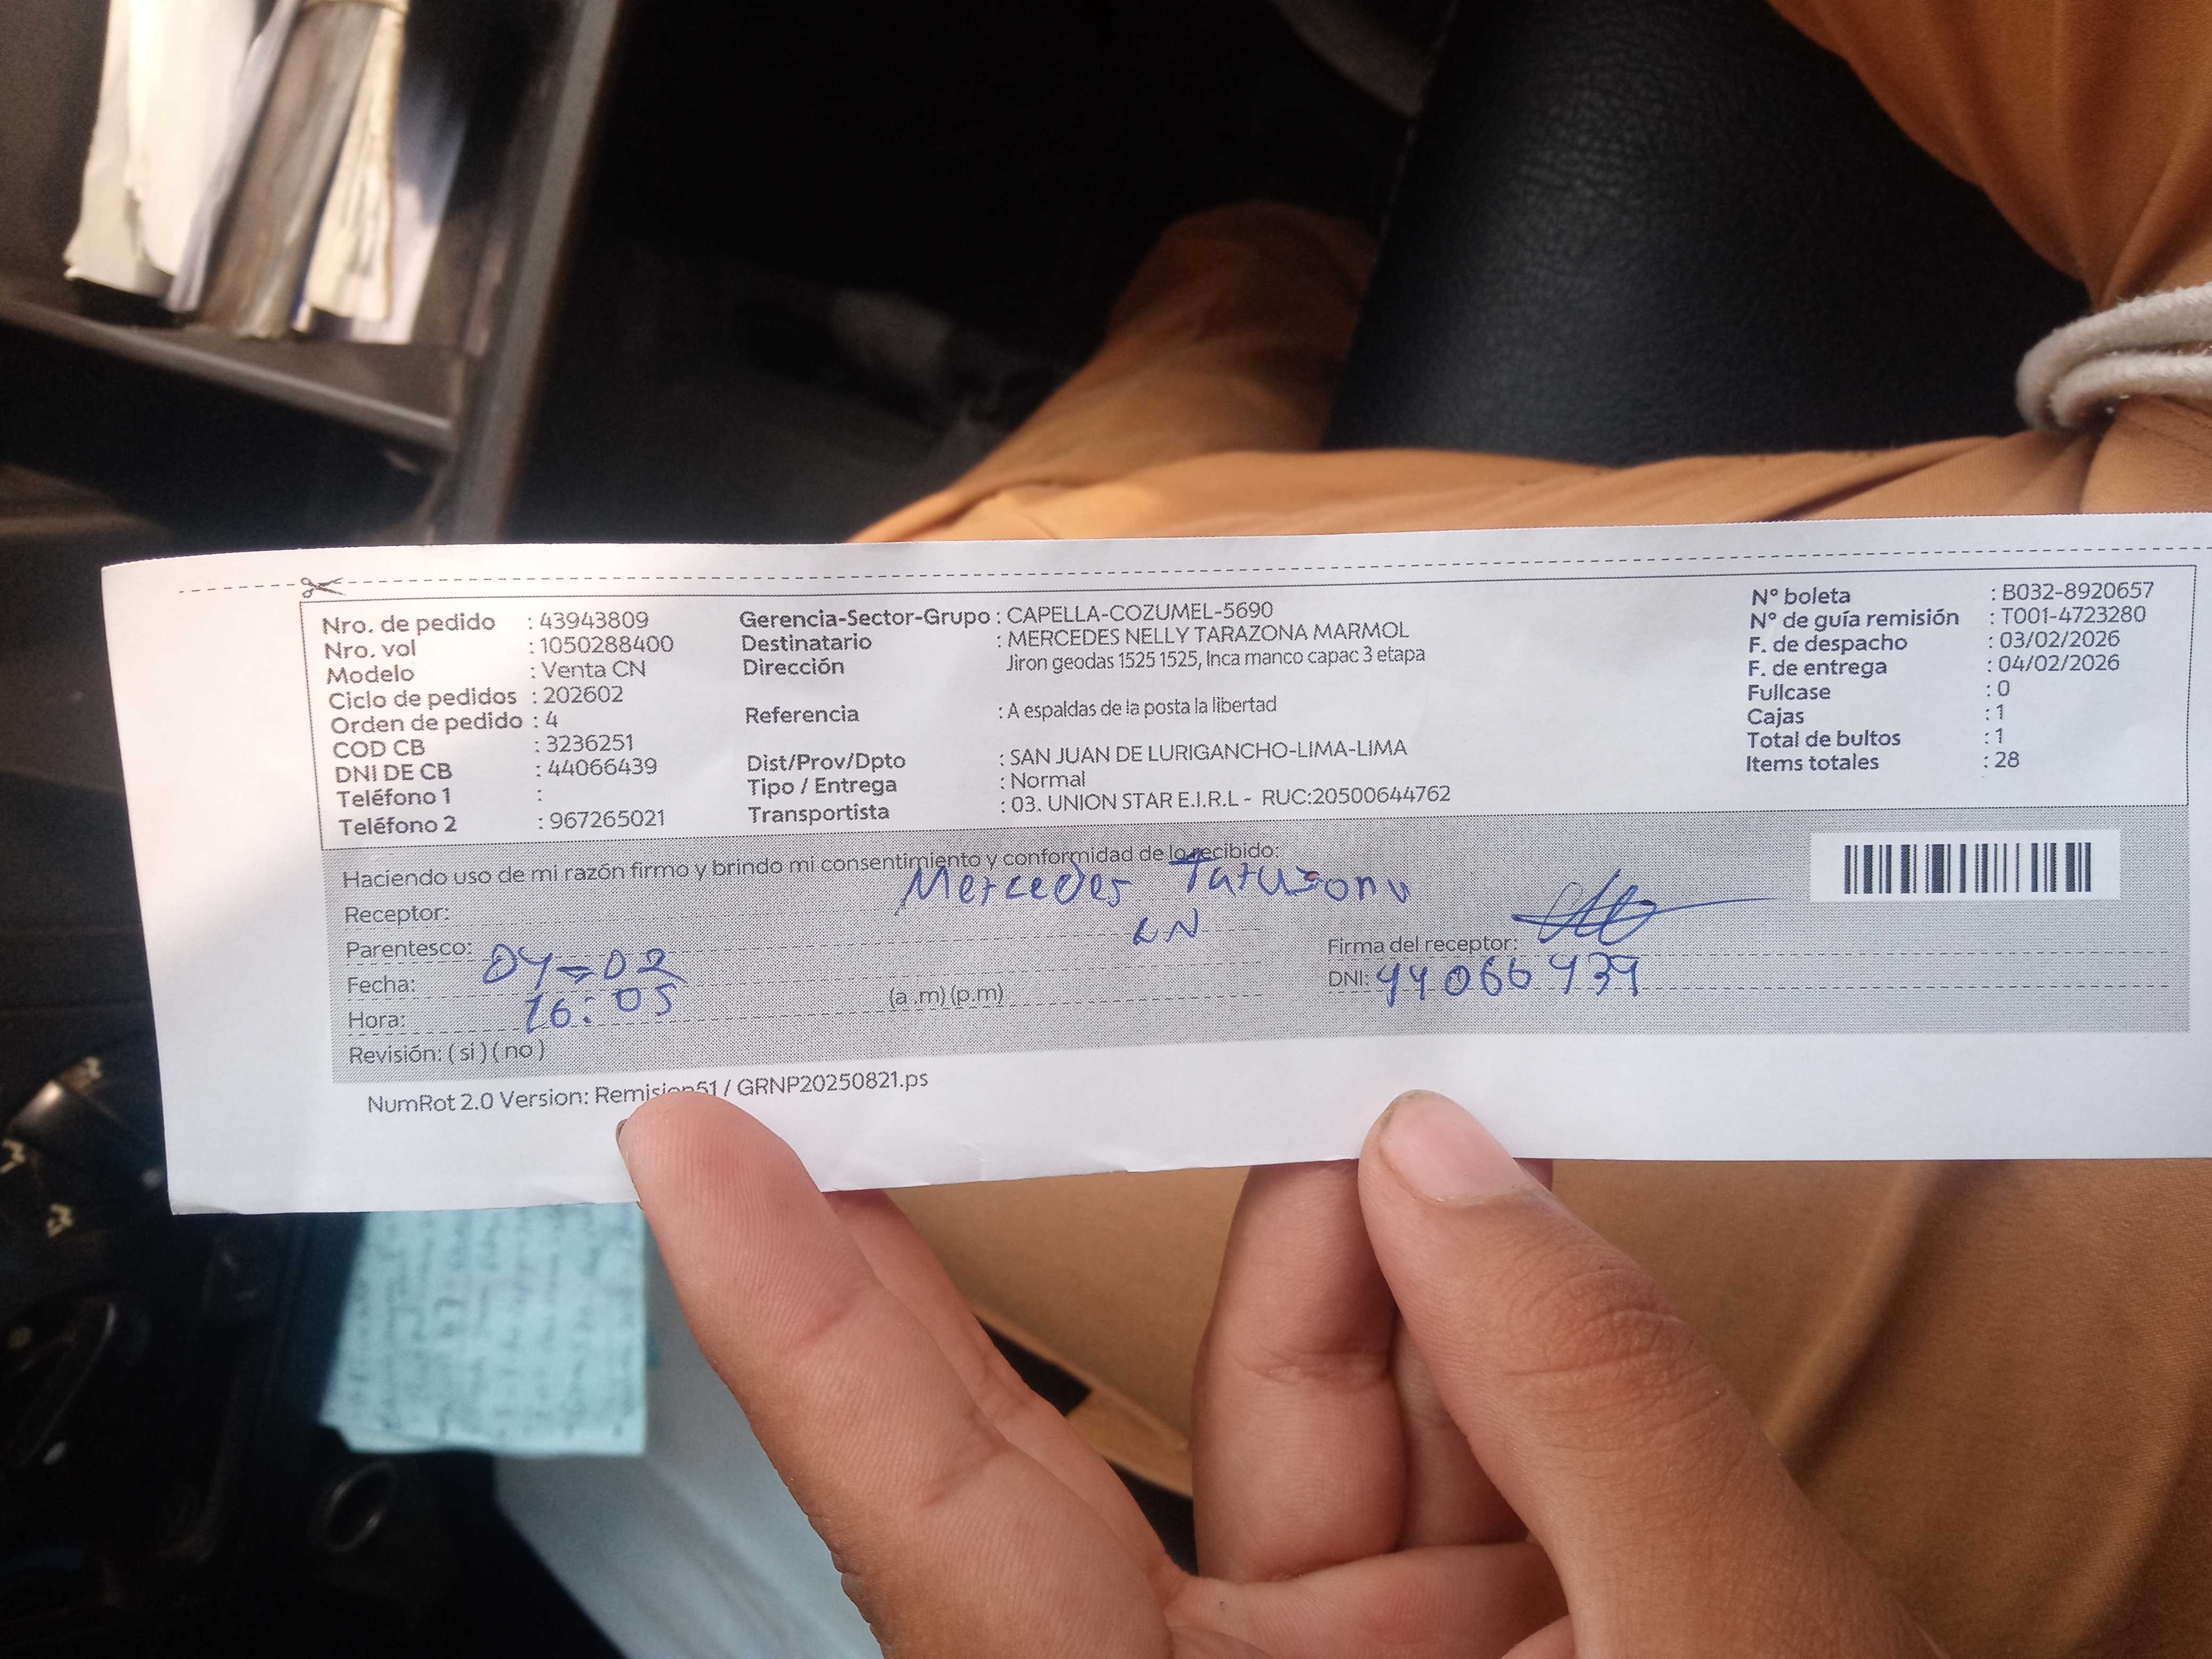 Nro. de pedido : 43943809
Nro. vol : 1050288400
Modelo : Venta CN
Ciclo de pedidos : 202602
Orden de pedido : 4
COD CB : 3236251
DNI DE CB : 44066439
Teléfono 1 :
Teléfono 2 : 967265021
Gerencia-Sector-Grupo : CAPELLA-COZUMEL-5690
Destinatario : MERCEDES NELLY TARAZONA MARMOL
Dirección Jiron geodas 1525 1525, Inca manco capac 3 etapa
Referencia : A espaldas de la posta la libertad
Dist/Prov/Dpto : SAN JUAN DE LURIGANCHO-LIMA-LIMA
Tipo / Entrega : Normal
Transportista : 03. UNION STAR E.I.R.L - RUC:20500644762
N° boleta : B032-8920657
N° de guía remisión : T001-4723280
F. de despacho : 03/02/2026
F. de entrega : 04/02/2026
Fullcase : 0
Cajas : 1
Total de bultos : 1
Items totales : 28
Haciendo uso de mi razón firmo y brindo mi consentimiento y conformidad de lo recibido:
Receptor: Mercedes Tarazona
Parentesco:
Firma del receptor:
Fecha: 04-02
DNI: 44066439
Hora: 16:05 (a .m) (p.m)
Revisión: ( si ) ( no )
NumRot 2.0 Version: Remision51 / GRNP20250821.ps